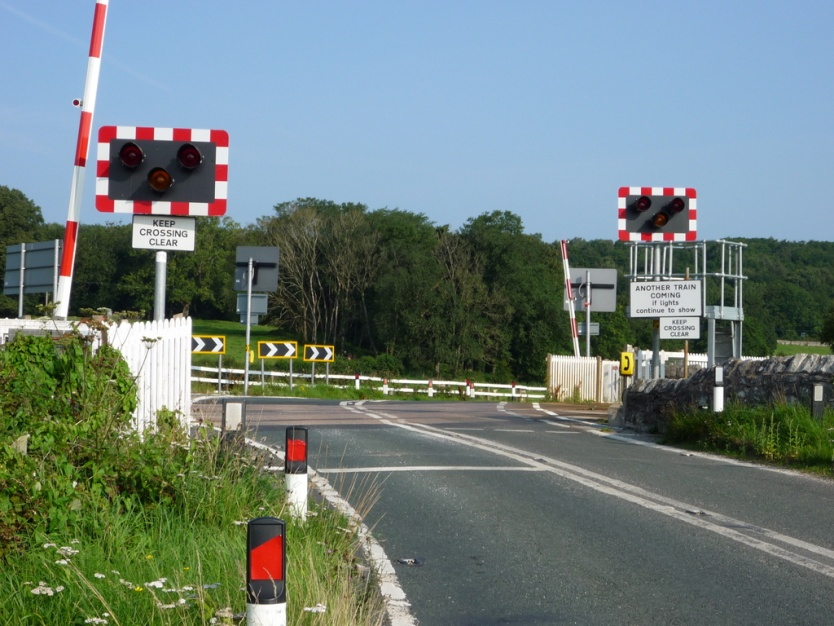 KEEP
CROSSING
CLEAR
ANOTHER TRAIN
COMING
if lights
continue to show
KEEP
CROSSING
CLEAR